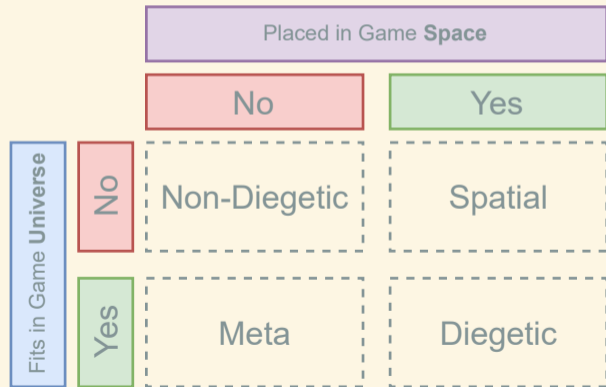 Placed in Game Space
No
Yes
Fits in Game Universe
No
Non-Diegetic
Spatial
Yes
Meta
Diegetic